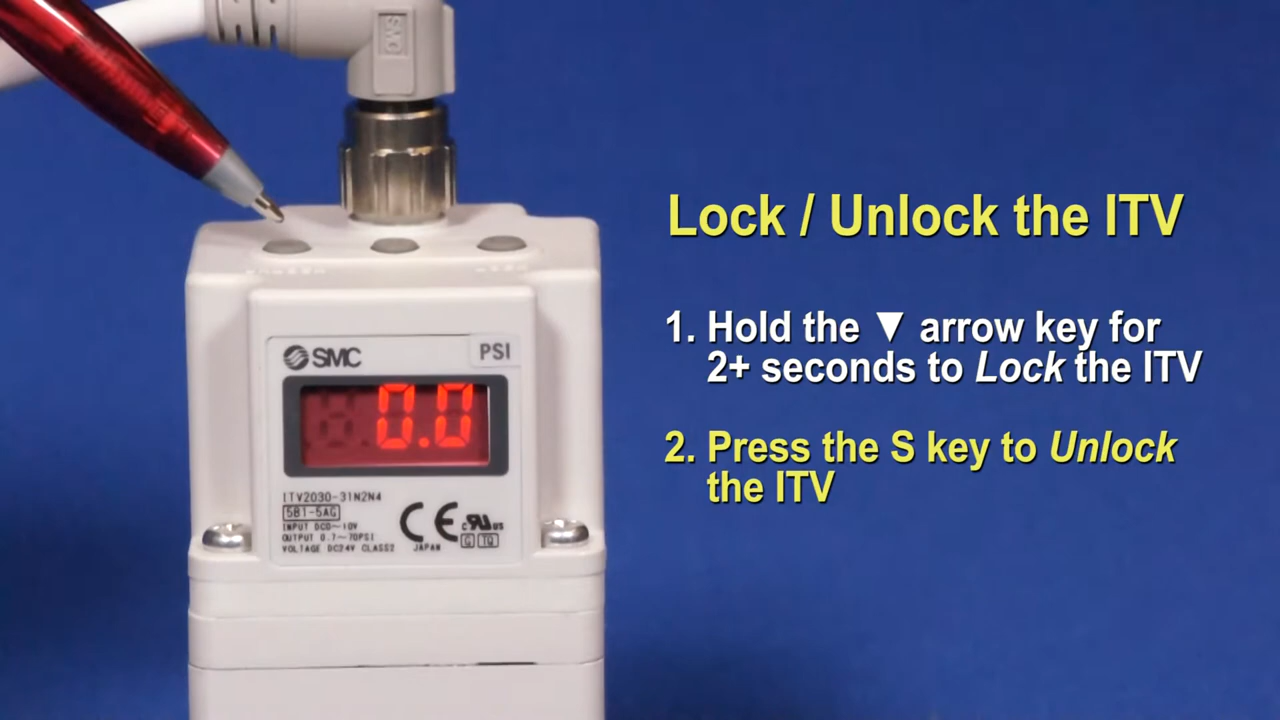 SMC
Lock / Unlock the ITV
1. Hold the ▼ arrow key for
2+ seconds to Lock the ITV
2. Press the S key to Unlock
the ITV
SMC
PSI
0.0
ITV2030-31N2N4
581-5AG
INPUT DC0~10V
OUTPUT 0.7~70PSI
VOLTAGE DC24V CLASS2
CE
JAPAN
c us